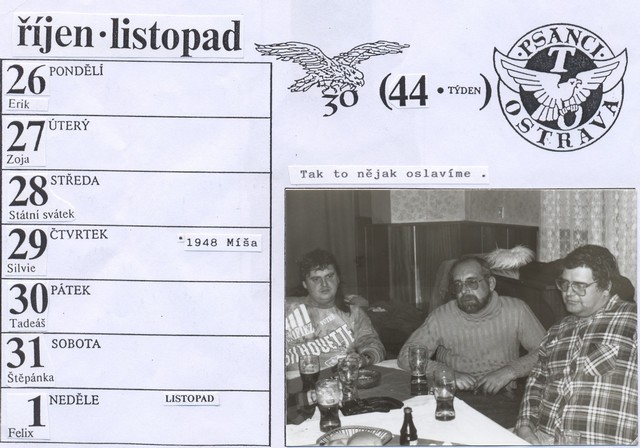 říjen·listopad
26 PONDĚLÍ
Erik
27 ÚTERÝ
Zoja
28 STŘEDA
Státní svátek
29 ČTVRTEK
* 1948 Míša
Silvie
30 PÁTEK
Tadeáš
31 SOBOTA
Štěpánka
1 NEDĚLE LISTOPAD
Felix
30
(44 • TÝDEN)
• PSANCI •
T
O
OSTRAVA
Tak to nějak oslavíme .